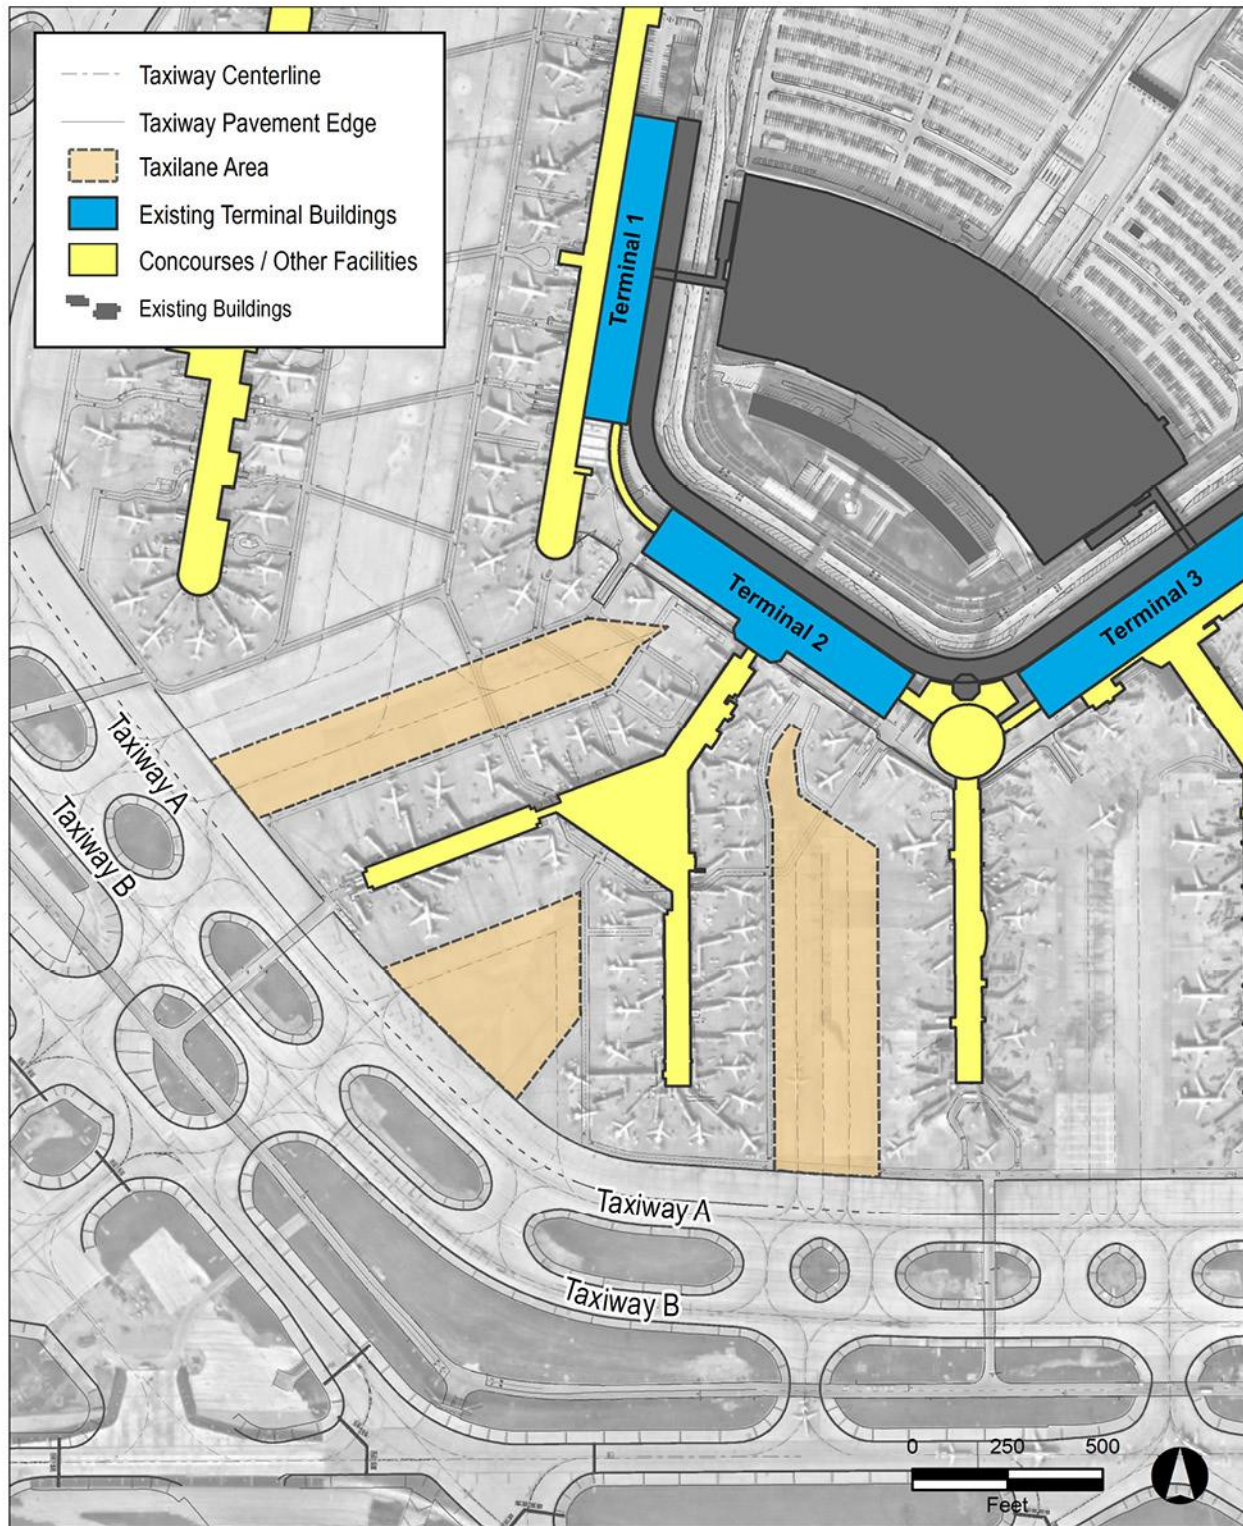 Taxiway Centerline
Taxiway Pavement Edge
Taxilane Area
Existing Terminal Buildings
Concourses / Other Facilities
Existing Buildings
Terminal 1
Terminal 2
Terminal 3
Taxiway A
Taxiway B
Taxiway A
Taxiway B
0 250 500
Feet